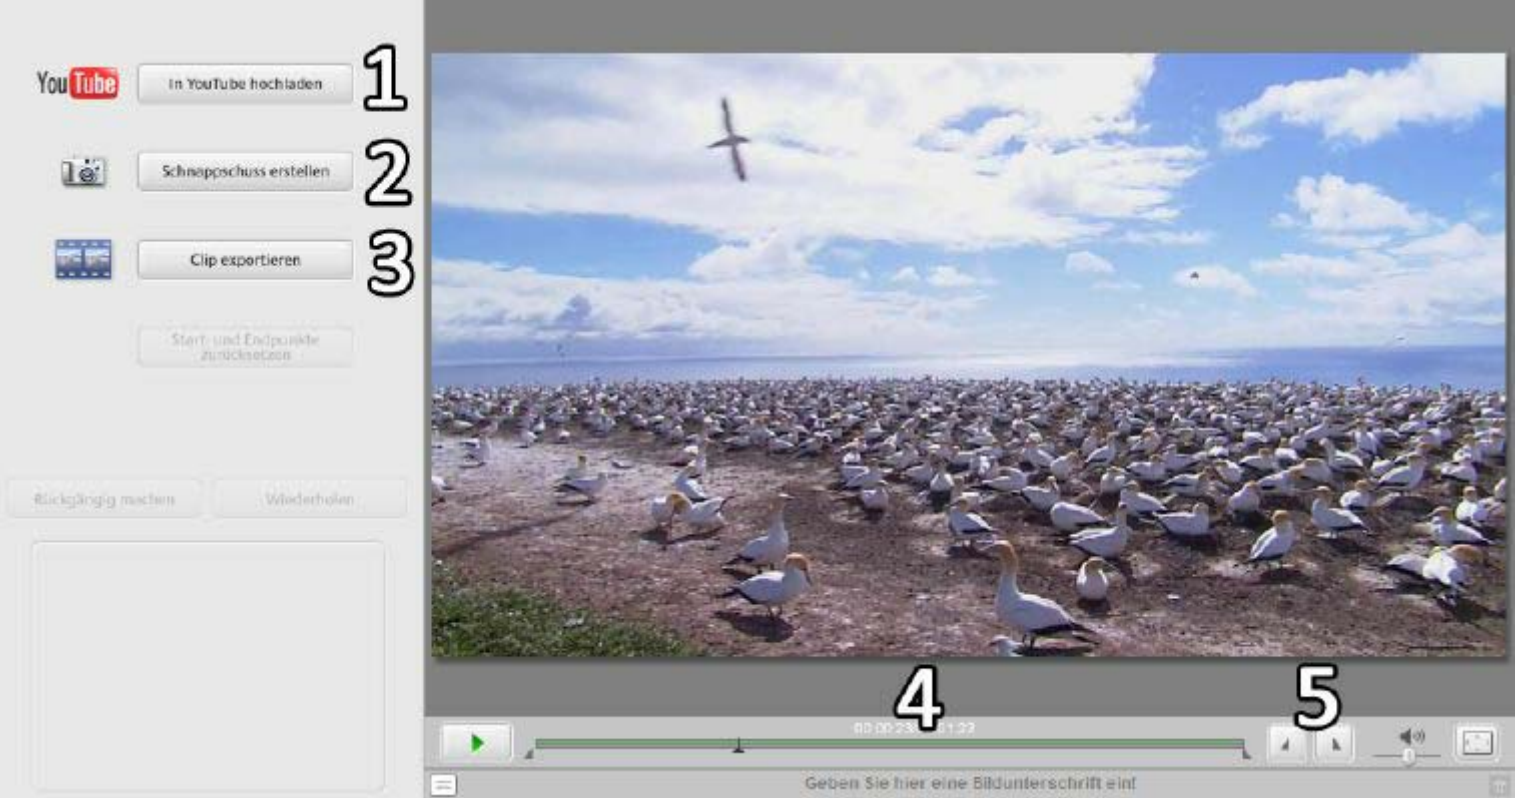 YouTube
In YouTube hochladen
1
Schnappschuss erstellen
2
Clip exportieren
3
Start- und Endpunkte
zurücksetzen
Rückgängig machen
Wiederholen
4
5
Geben Sie hier eine Bildunterschrift ein!